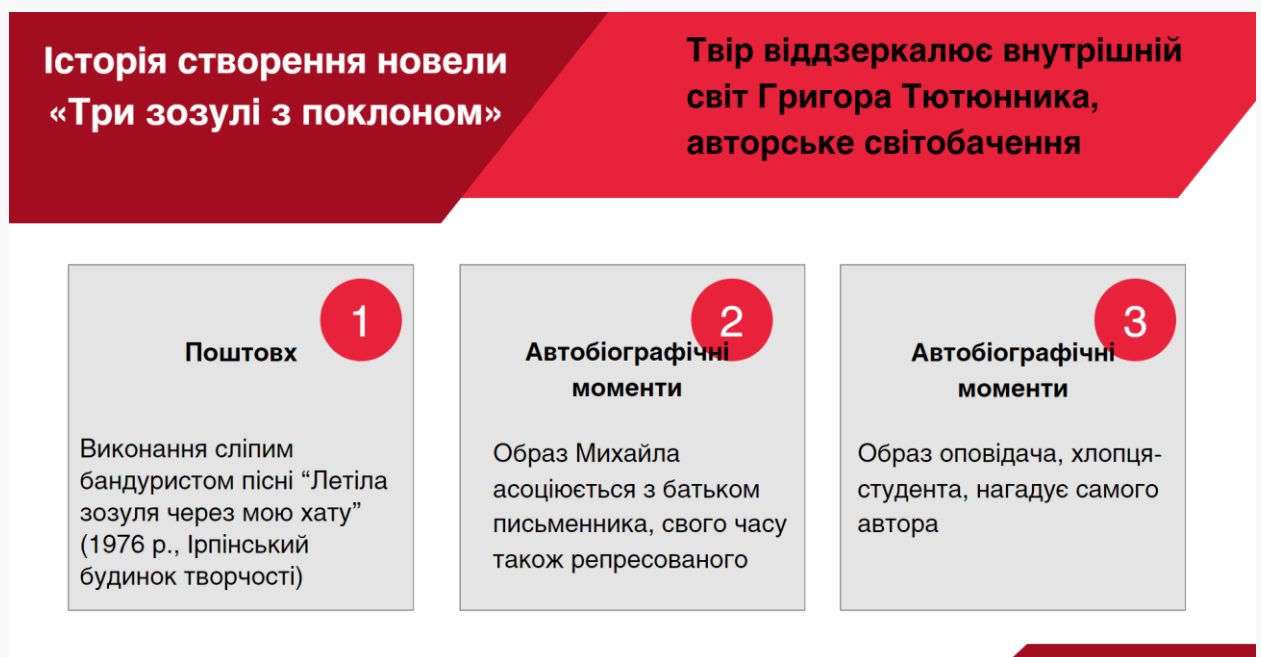 Історія створення новели
«Три зозулі з поклоном»
Твір віддзеркалює внутрішній
світ Григора Тютюнника,
авторське світобачення
1
Поштовх
Виконання сліпим
бандуристом пісні “Летіла
зозуля через мою хату”
(1976 р., Ірпінський
будинок творчості)
2
Автобіографічні
моменти
Образ Михайла
асоціюється з батьком
письменника, свого часу
також репресованого
3
Автобіографічні
моменти
Образ оповідача, хлопця-
студента, нагадує самого
автора